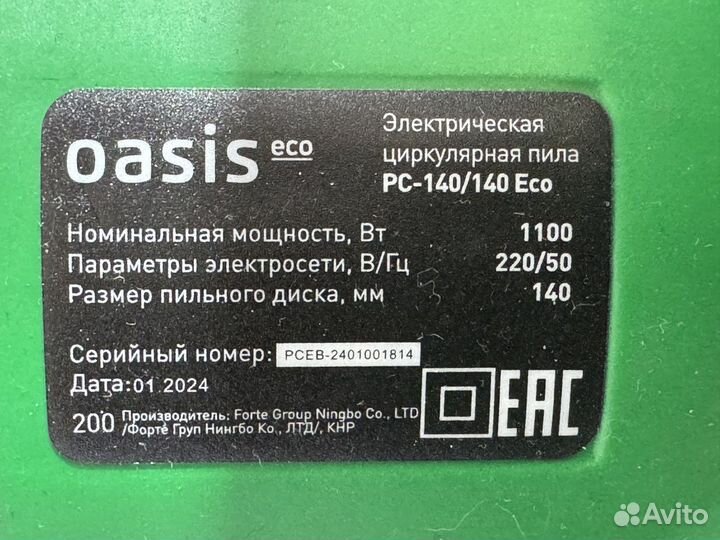 oasis eco
Электрическая
циркулярная пила
PC-140/140 Eco
Номинальная мощность, Вт 1100
Параметры электросети, В/Гц 220/50
Размер пильного диска, мм 140
Серийный номер: PCEB-2401001814
Дата: 01.2024
200 Производитель: Forte Group Ningbo Co., LTD
/Форте Груп Нингбо Ко., ЛТД/, КНР
EAC
Avito